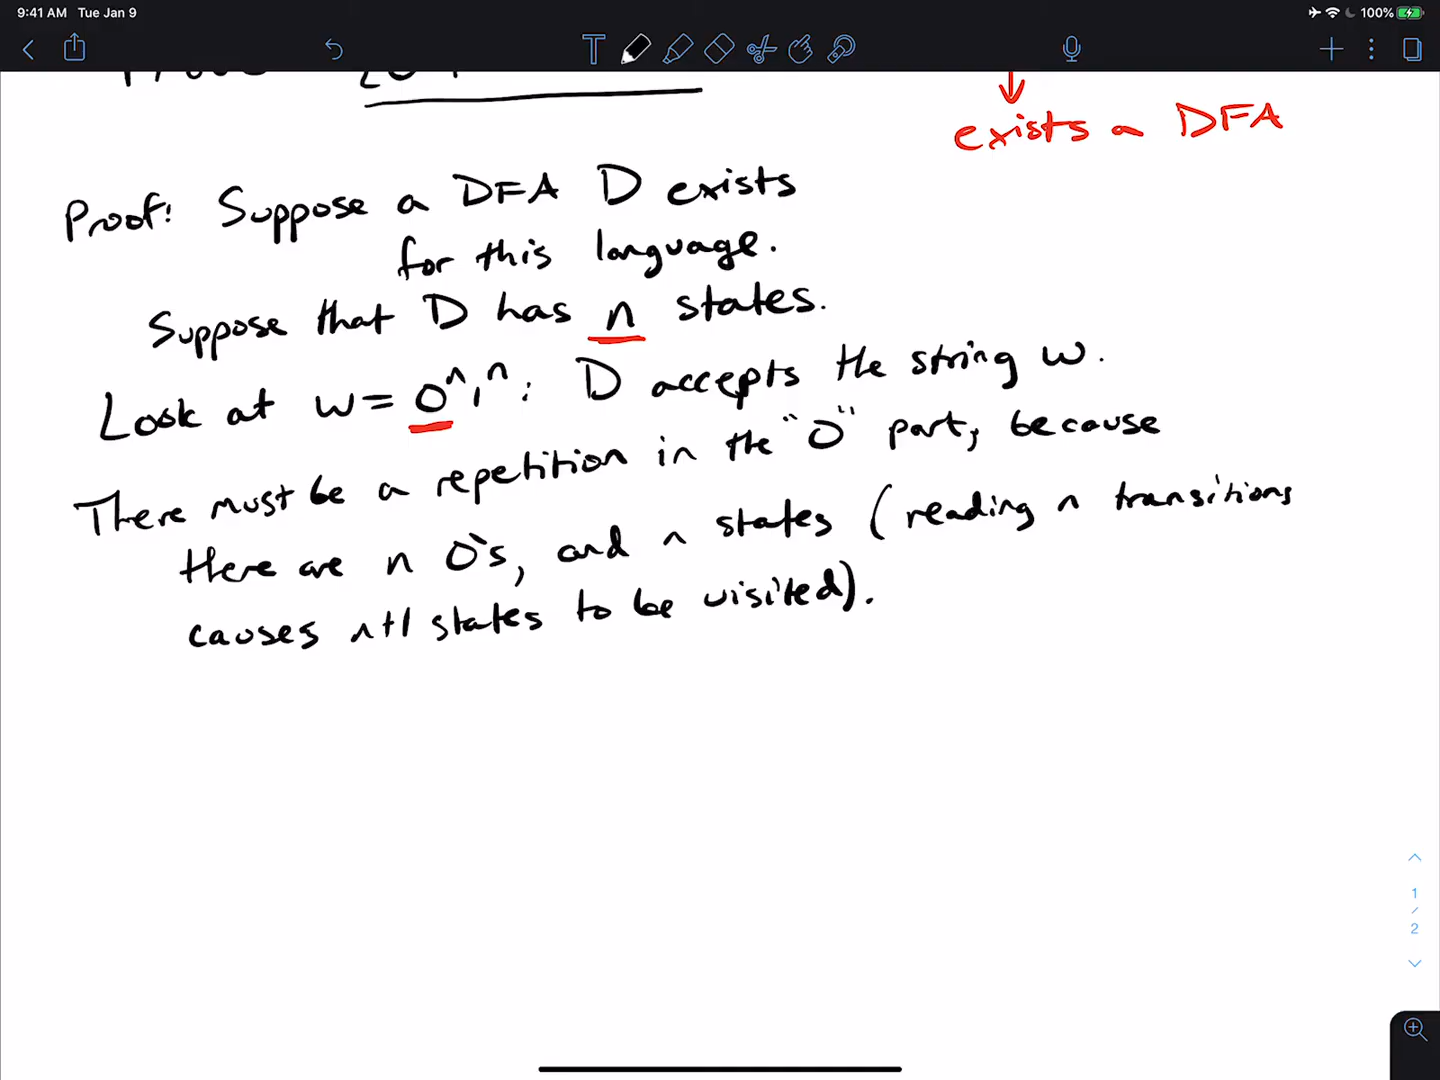 9:41 AM Tue Jan 9
100%
T
exists a DFA
Proof: Suppose a DFA D exists
for this language.
Suppose that D has n states.
Look at w = 0ⁿ1ⁿ: D accepts the string w.
There must be a repetition in the "0" part, because
there are n 0's, and n states (reading n transitions
causes n+1 states to be visited).
1
/
2